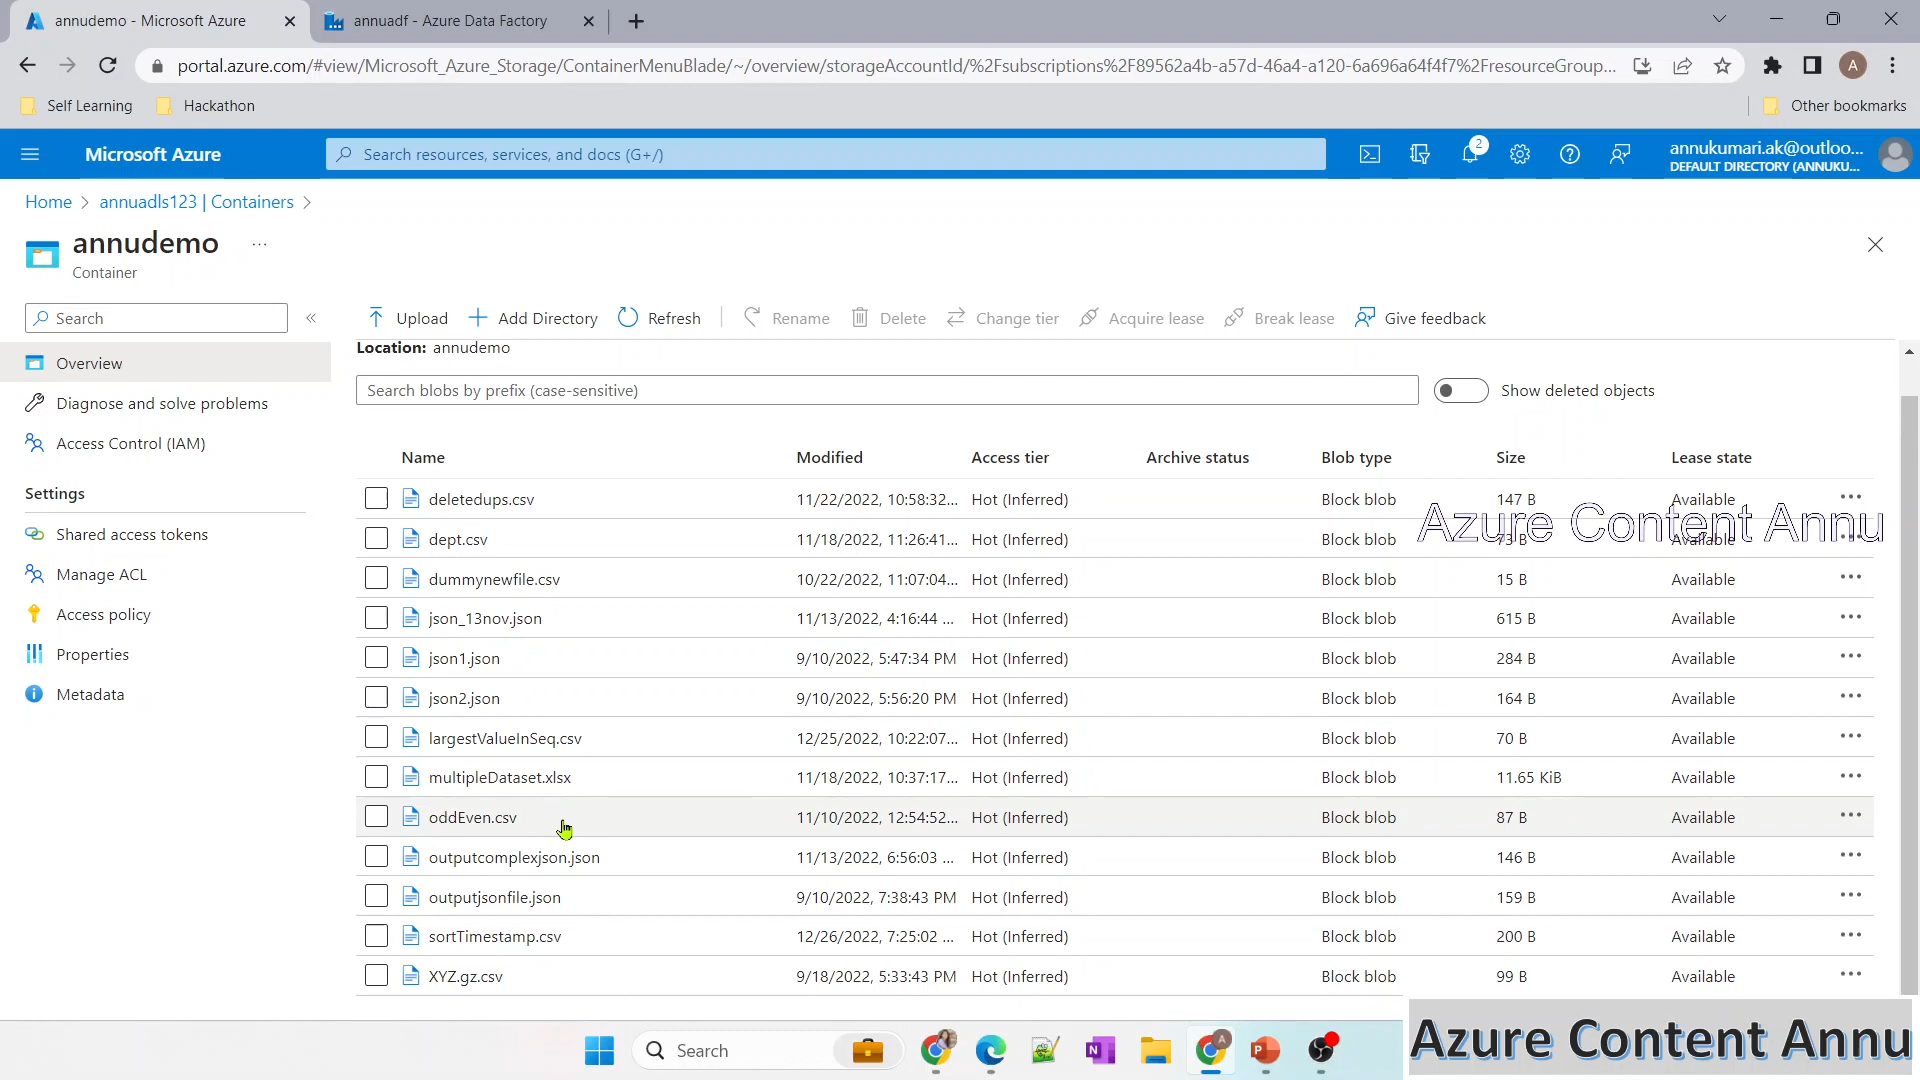 annudemo - Microsoft Azure
annuadf - Azure Data Factory
portal.azure.com/#view/Microsoft_Azure_Storage/ContainerMenuBlade/~/overview/storageAccountId/%2Fsubscriptions%2F89562a4b-a57d-46a4-a120-6a696a64f4f7%2FresourceGroup...
A
Self Learning
Hackathon
Other bookmarks
Microsoft Azure
Search resources, services, and docs (G+/)
2
annukumari.ak@outloo...
DEFAULT DIRECTORY (ANNUKU...
Home > annuadls123 | Containers >
annudemo ...
Container
Search
«
Upload
Add Directory
Refresh
Rename
Delete
Change tier
Acquire lease
Break lease
Give feedback
Overview
Diagnose and solve problems
Access Control (IAM)
Settings
Shared access tokens
Manage ACL
Access policy
Properties
Metadata
Location: annudemo
Search blobs by prefix (case-sensitive)
Show deleted objects
Name Modified Access tier Archive status Blob type Size Lease state
deletedups.csv 11/22/2022, 10:58:32... Hot (Inferred) Block blob 147 B Available ...
Azure Content Annu
dept.csv 11/18/2022, 11:26:41... Hot (Inferred) Block blob 73 B Available ...
dummynewfile.csv 10/22/2022, 11:07:04... Hot (Inferred) Block blob 15 B Available ...
json_13nov.json 11/13/2022, 4:16:44 ... Hot (Inferred) Block blob 615 B Available ...
json1.json 9/10/2022, 5:47:34 PM Hot (Inferred) Block blob 284 B Available ...
json2.json 9/10/2022, 5:56:20 PM Hot (Inferred) Block blob 164 B Available ...
largestValueInSeq.csv 12/25/2022, 10:22:07... Hot (Inferred) Block blob 70 B Available ...
multipleDataset.xlsx 11/18/2022, 10:37:17... Hot (Inferred) Block blob 11.65 KiB Available ...
oddEven.csv 11/10/2022, 12:54:52... Hot (Inferred) Block blob 87 B Available ...
outputcomplexjson.json 11/13/2022, 6:56:03 ... Hot (Inferred) Block blob 146 B Available ...
outputjsonfile.json 9/10/2022, 7:38:43 PM Hot (Inferred) Block blob 159 B Available ...
sortTimestamp.csv 12/26/2022, 7:25:02 ... Hot (Inferred) Block blob 200 B Available ...
XYZ.gz.csv 9/18/2022, 5:33:43 PM Hot (Inferred) Block blob 99 B Available ...
Search
Azure Content Annu